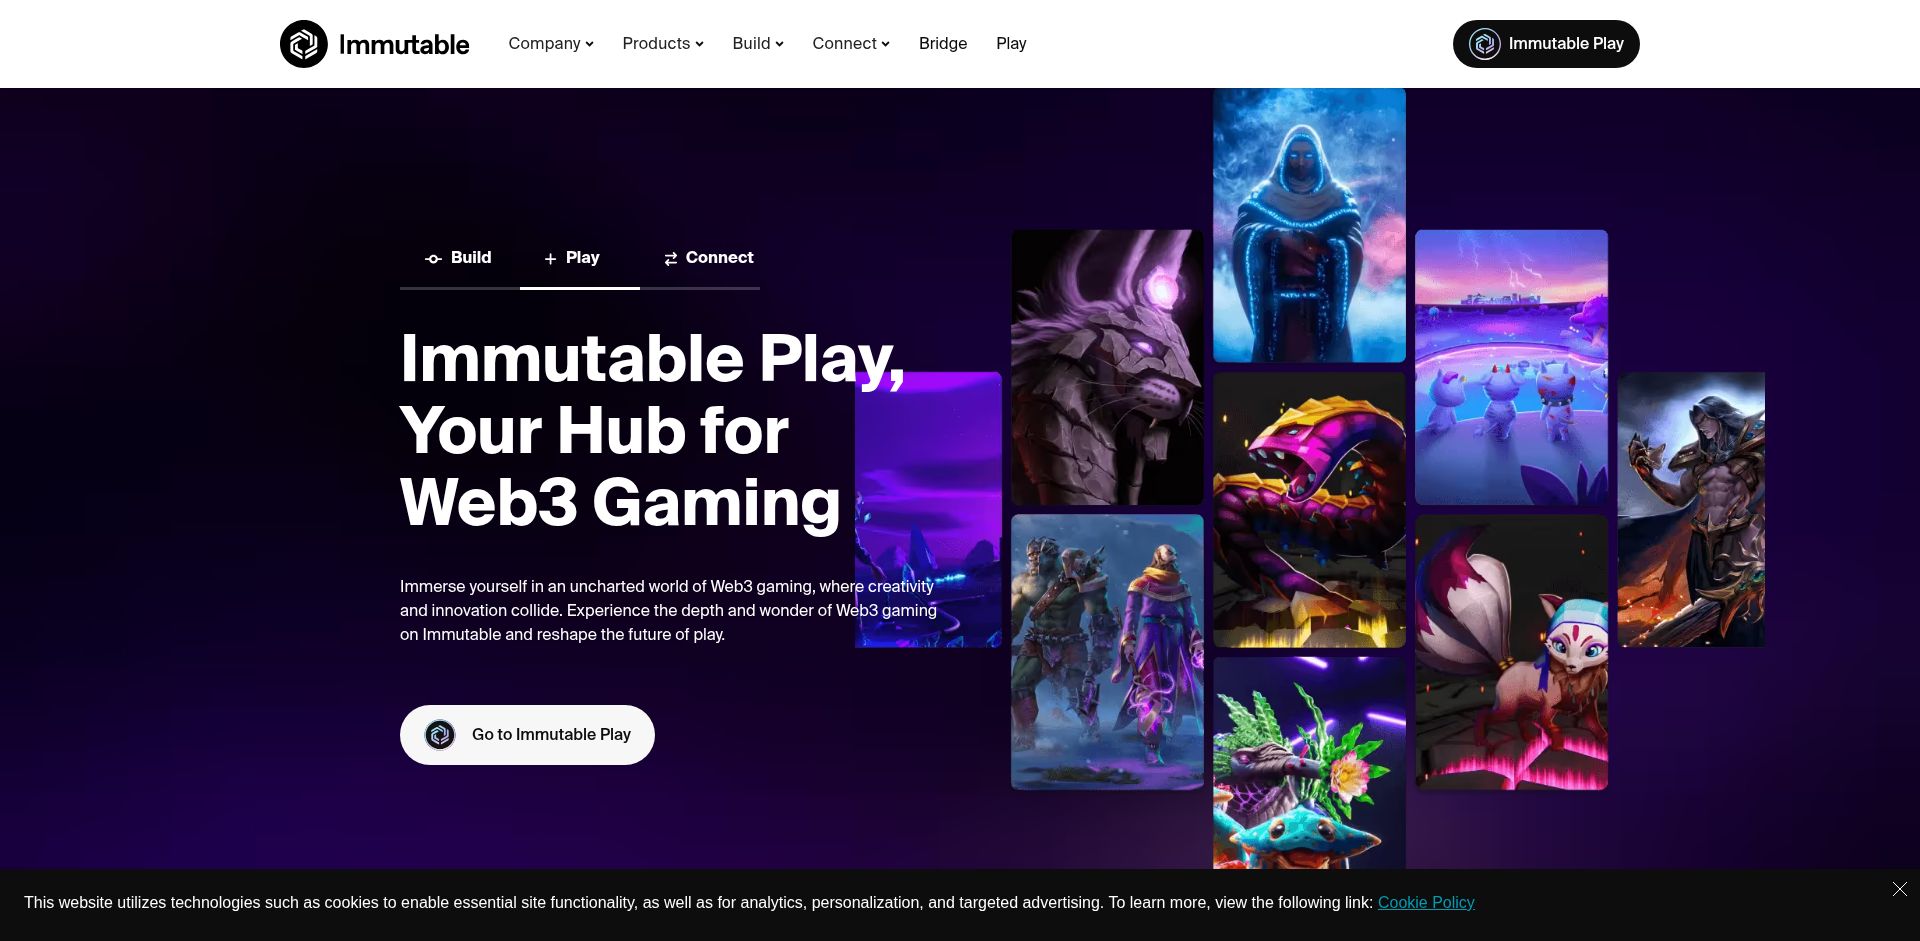 Immutable
Company
Products
Build
Connect
Bridge
Play
Immutable Play
Build
Play
Connect
Immutable Play,
Your Hub for
Web3 Gaming
Immerse yourself in an uncharted world of Web3 gaming, where creativity
and innovation collide. Experience the depth and wonder of Web3 gaming
on Immutable and reshape the future of play.
Go to Immutable Play
This website utilizes technologies such as cookies to enable essential site functionality, as well as for analytics, personalization, and targeted advertising. To learn more, view the following link: Cookie Policy